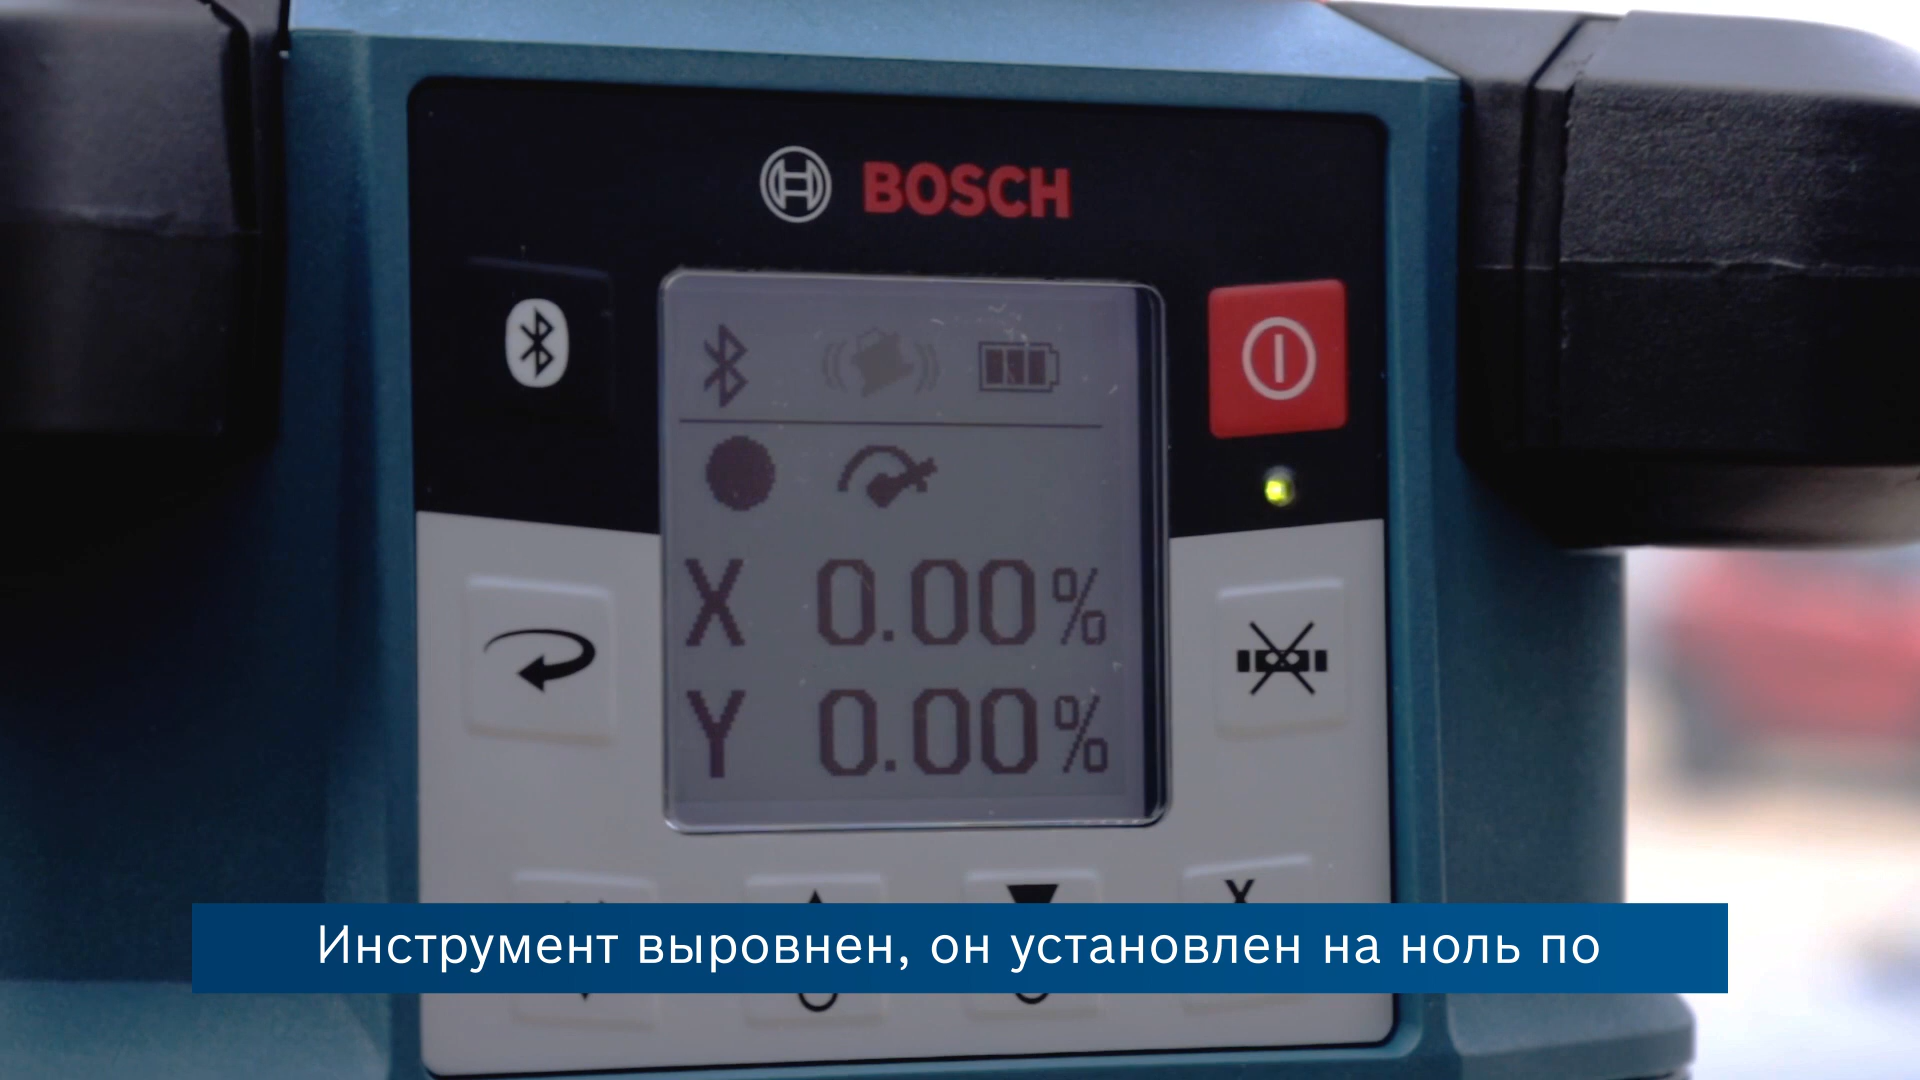 BOSCH
X 0.00%
Y 0.00%
X
Инструмент выровнен, он установлен на ноль по